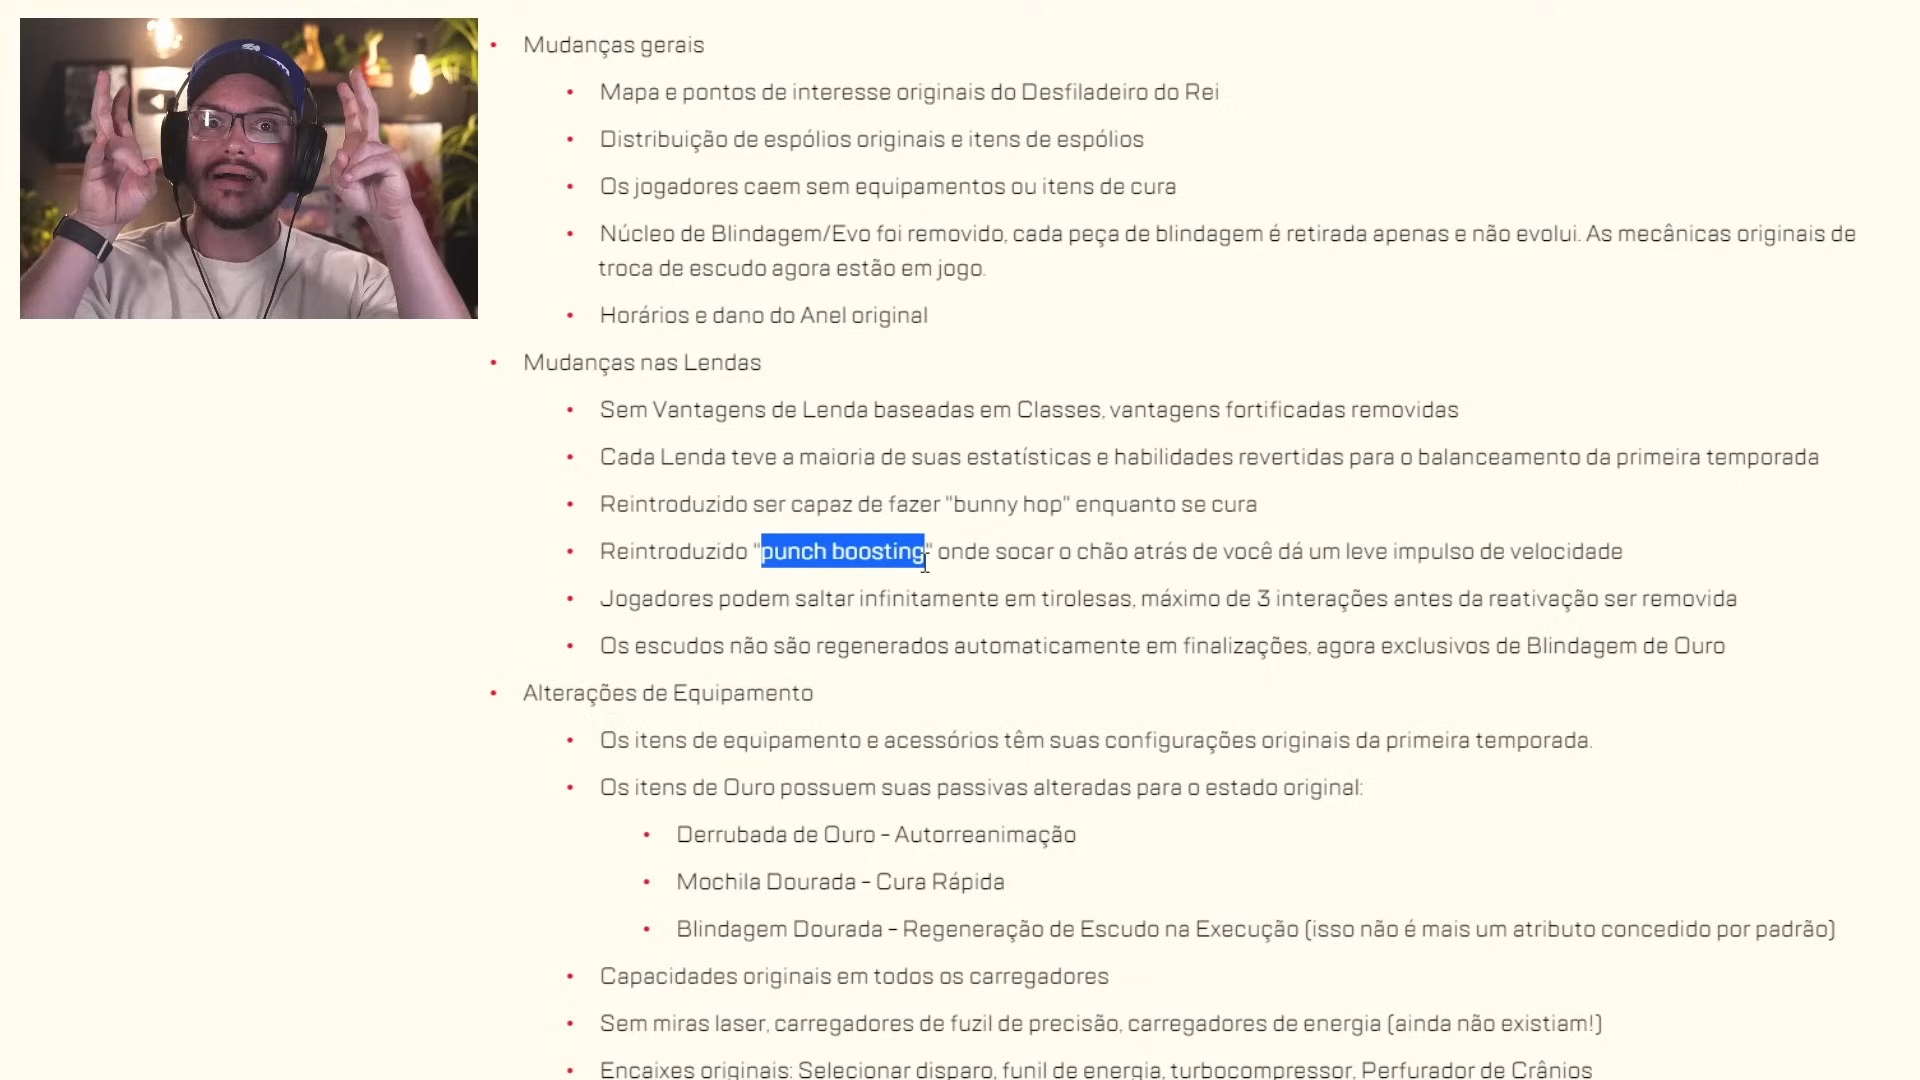 Mudanças gerais
Mapa e pontos de interesse originais do Desfiladeiro do Rei
Distribuição de espólios originais e itens de espólios
Os jogadores caem sem equipamentos ou itens de cura
Núcleo de Blindagem/Evo foi removido, cada peça de blindagem é retirada apenas e não evolui. As mecânicas originais de
troca de escudo agora estão em jogo.
Horários e dano do Anel original
Mudanças nas Lendas
Sem Vantagens de Lenda baseadas em Classes, vantagens fortificadas removidas
Cada Lenda teve a maioria de suas estatísticas e habilidades revertidas para o balanceamento da primeira temporada
Reintroduzido ser capaz de fazer "bunny hop" enquanto se cura
Reintroduzido "punch boosting" onde socar o chão atrás de você dá um leve impulso de velocidade
Jogadores podem saltar infinitamente em tirolesas, máximo de 3 interações antes da reativação ser removida
Os escudos não são regenerados automaticamente em finalizações, agora exclusivos de Blindagem de Ouro
Alterações de Equipamento
Os itens de equipamento e acessórios têm suas configurações originais da primeira temporada.
Os itens de Ouro possuem suas passivas alteradas para o estado original:
Derrubada de Ouro - Autorreanimação
Mochila Dourada - Cura Rápida
Blindagem Dourada - Regeneração de Escudo na Execução (isso não é mais um atributo concedido por padrão)
Capacidades originais em todos os carregadores
Sem miras laser, carregadores de fuzil de precisão, carregadores de energia (ainda não existiam!)
Encaixes originais: Selecionar disparo, funil de energia, turbocompressor, Perfurador de Crânios